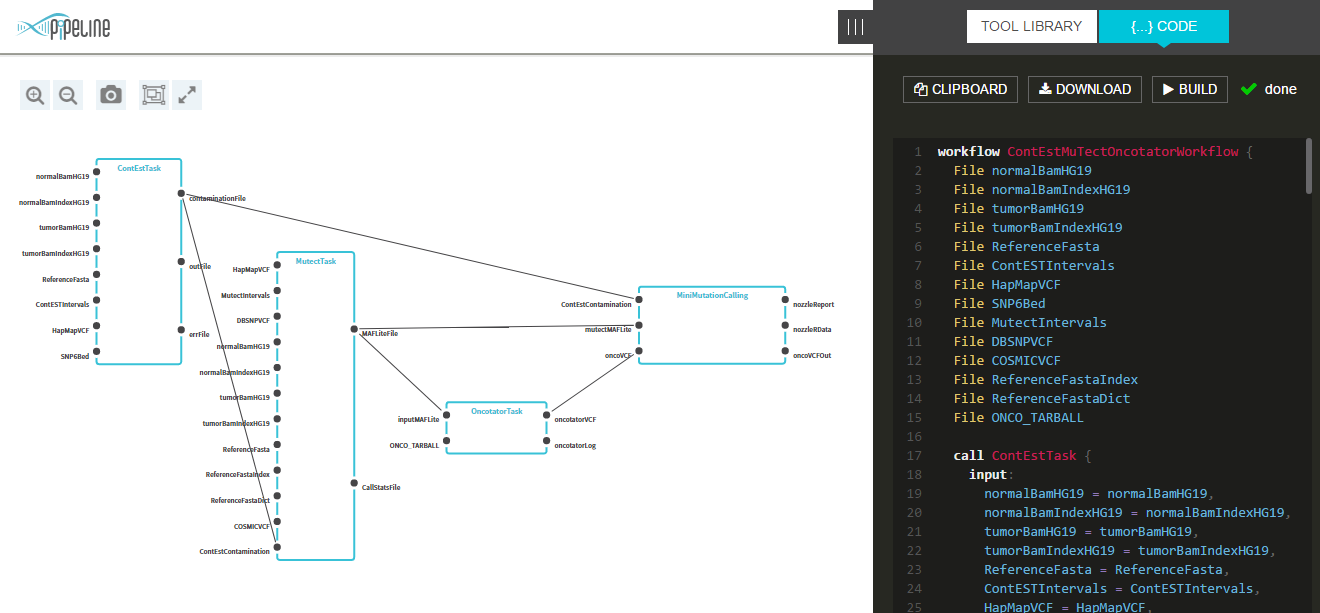 PiPELiNE
TOOL LIBRARY
{...} CODE
CLIPBOARD
DOWNLOAD
BUILD
done
ContEstTask
normalBamHG19
normalBamIndexHG19
tumorBamHG19
tumorBamIndexHG19
ReferenceFasta
ContESTIntervals
HapMapVCF
SNP6Bed
contaminationFile
outFile
errFile
MutectTask
HapMapVCF
MutectIntervals
DBSNPVCF
normalBamHG19
normalBamIndexHG19
tumorBamHG19
tumorBamIndexHG19
ReferenceFasta
ReferenceFastaIndex
ReferenceFastaDict
COSMICVCF
ContEstContamination
MAFLiteFile
CallStatsFile
OncotatorTask
inputMAFLite
ONCO_TARBALL
oncotatorVCF
oncotatorLog
MiniMutationCalling
ContEstContamination
mutectMAFLite
oncoVCF
nozzleReport
nozzleRData
oncoVCFOut
1 workflow ContEstMuTectOncotatorWorkflow {
2 File normalBamHG19
3 File normalBamIndexHG19
4 File tumorBamHG19
5 File tumorBamIndexHG19
6 File ReferenceFasta
7 File ContESTIntervals
8 File HapMapVCF
9 File SNP6Bed
10 File MutectIntervals
11 File DBSNPVCF
12 File COSMICVCF
13 File ReferenceFastaIndex
14 File ReferenceFastaDict
15 File ONCO_TARBALL
16
17 call ContEstTask {
18 input:
19 normalBamHG19 = normalBamHG19,
20 normalBamIndexHG19 = normalBamIndexHG19,
21 tumorBamHG19 = tumorBamHG19,
22 tumorBamIndexHG19 = tumorBamIndexHG19,
23 ReferenceFasta = ReferenceFasta,
24 ContESTIntervals = ContESTIntervals,
25 HapMapVCF = HapMapVCF,